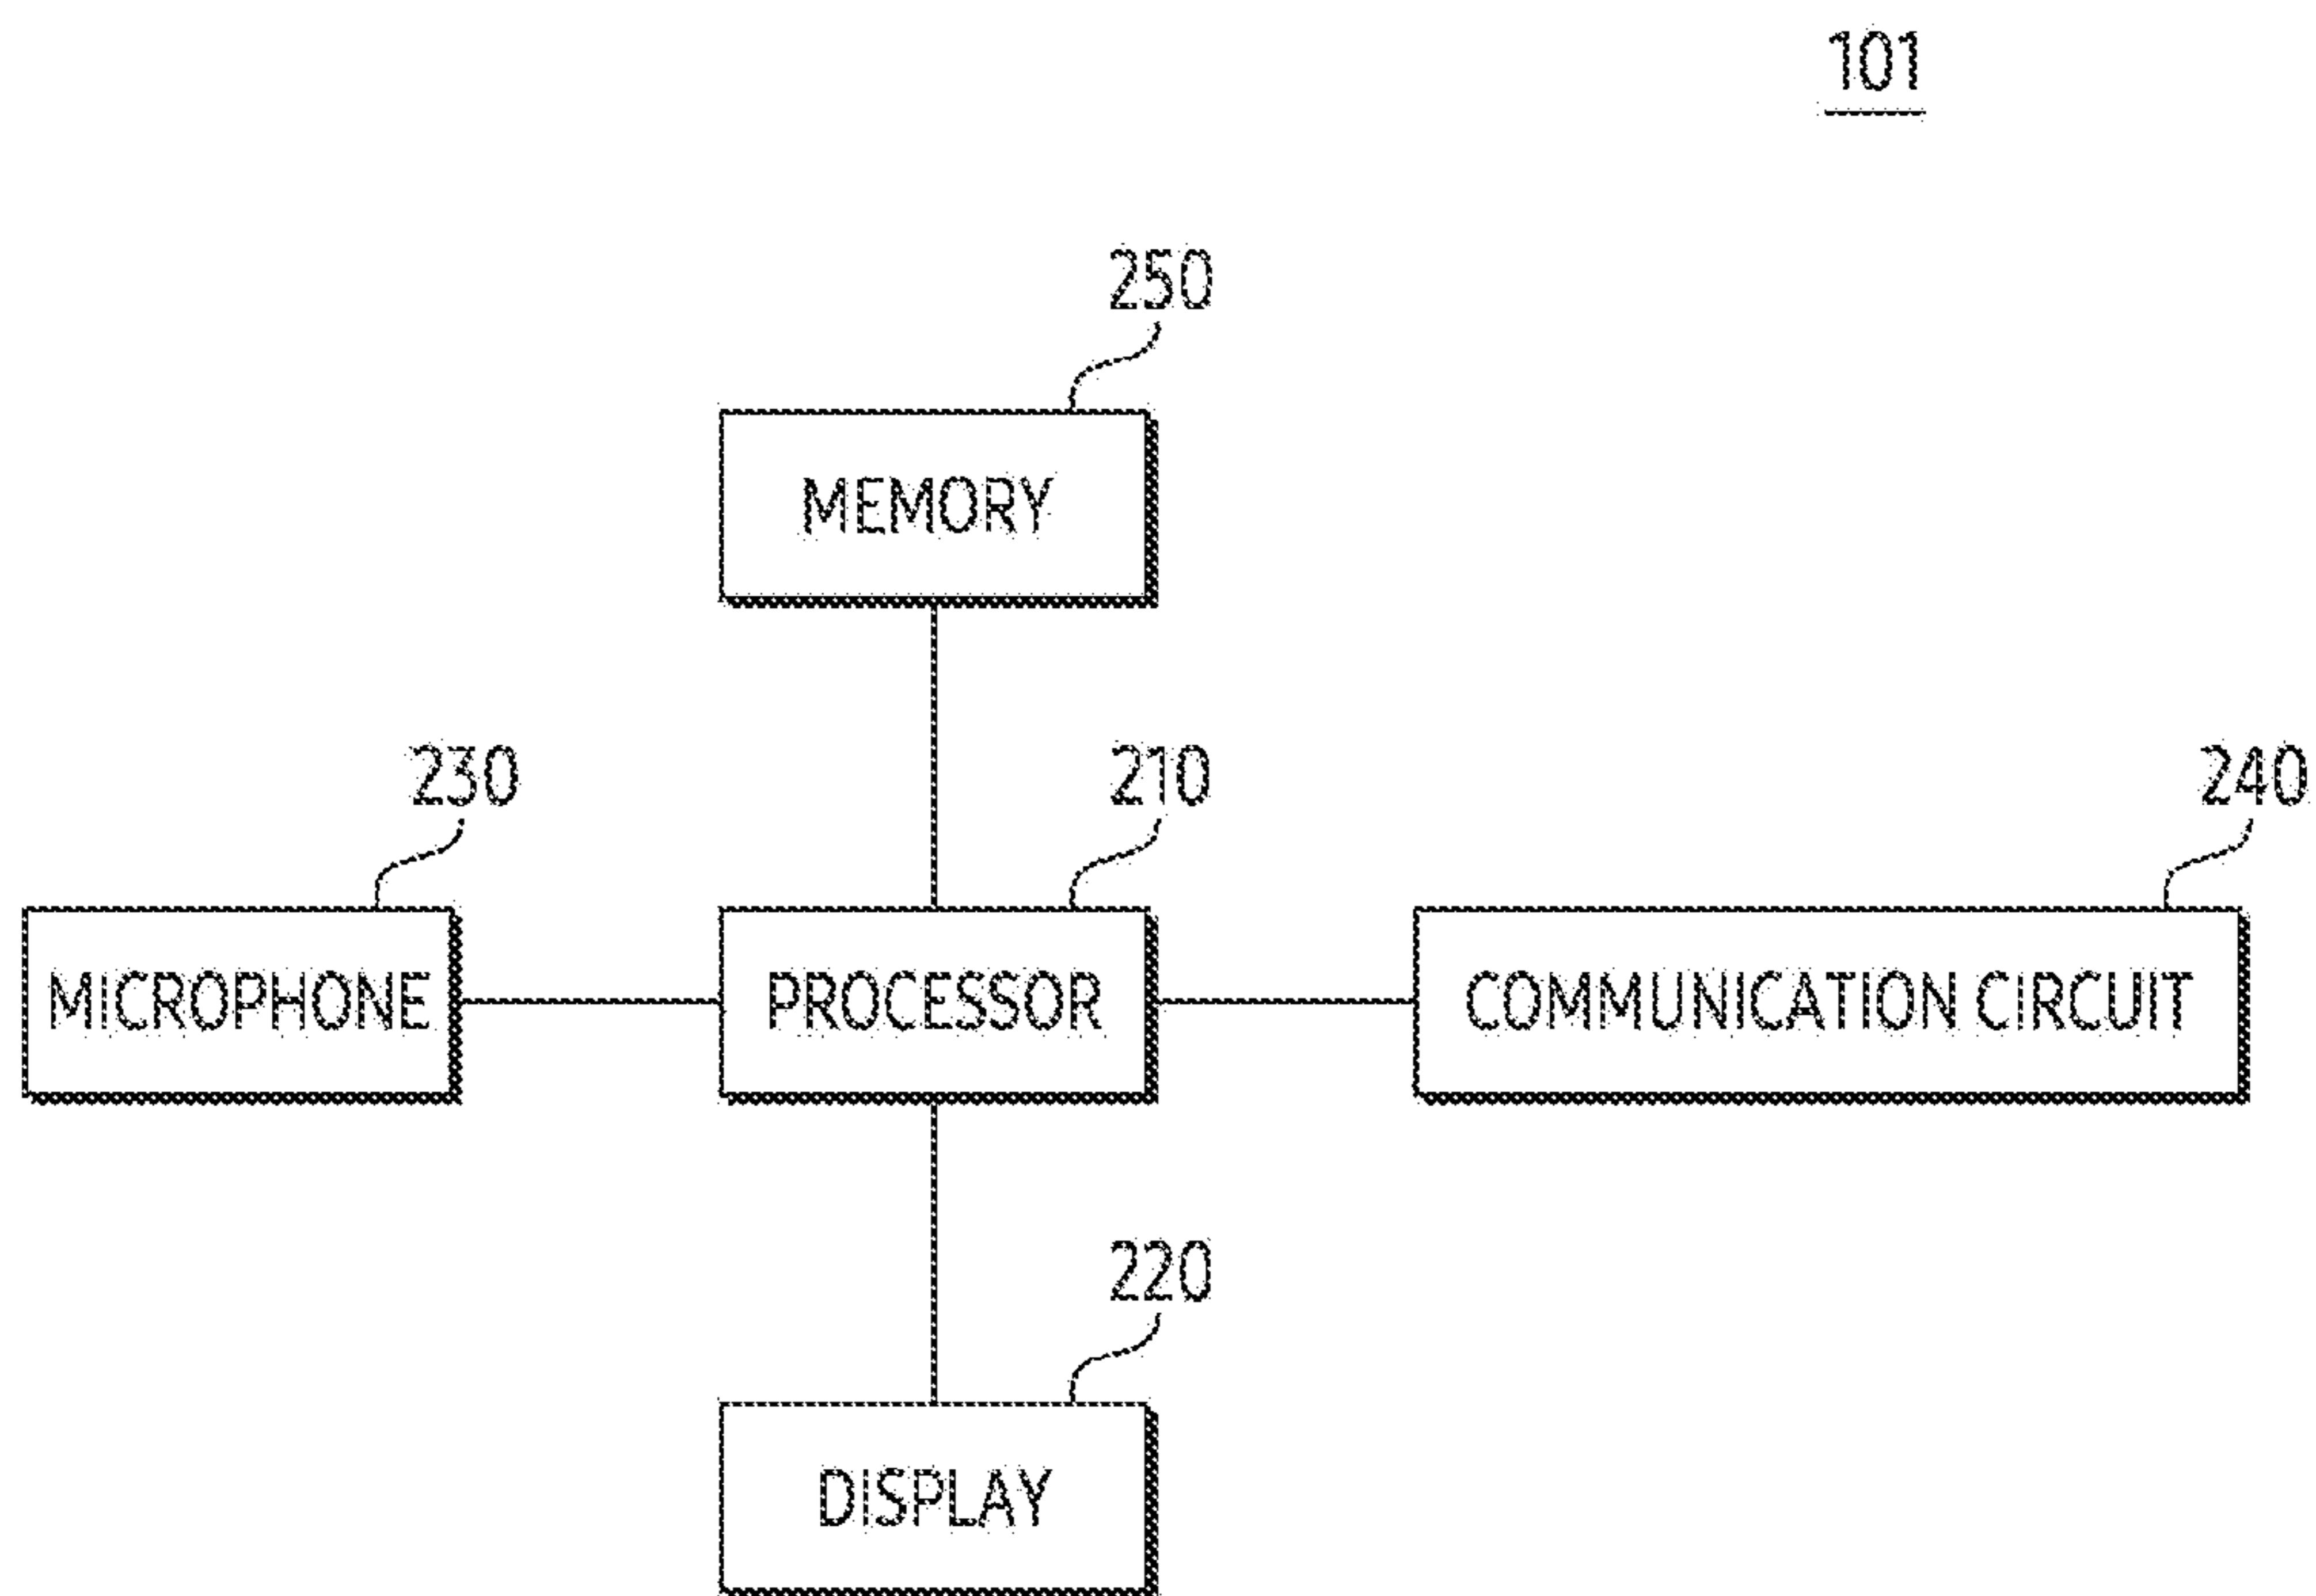 101
250
MEMORY
230
210
240
MICROPHONE
PROCESSOR
COMMUNICATION CIRCUIT
220
DISPLAY